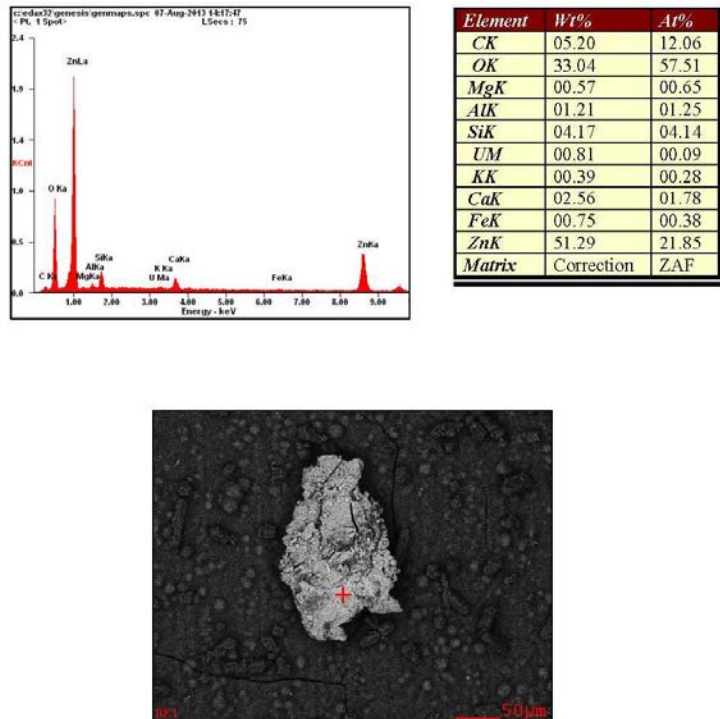 c:\edax32\genesis\genmaps.spc 07-Aug-2013 14:17:47
< Pt. 1 Spot> LSecs : 75
2.4
ZnLa
1.9
1.4
KCnt
O Ka
1.0
0.5
SiKa
CaKa
ZnKa
AlKa
K Ka
C Ka
MgKa
U Ma
FeKa
0.0
1.00 2.00 3.00 4.00 5.00 6.00 7.00 8.00 9.00
Energy - keV
Element Wt% At%
CK 05.20 12.06
OK 33.04 57.51
MgK 00.57 00.65
AlK 01.21 01.25
SiK 04.17 04.14
UM 00.81 00.09
KK 00.39 00.28
CaK 02.56 01.78
FeK 00.75 00.38
ZnK 51.29 21.85
Matrix Correction ZAF
50µm